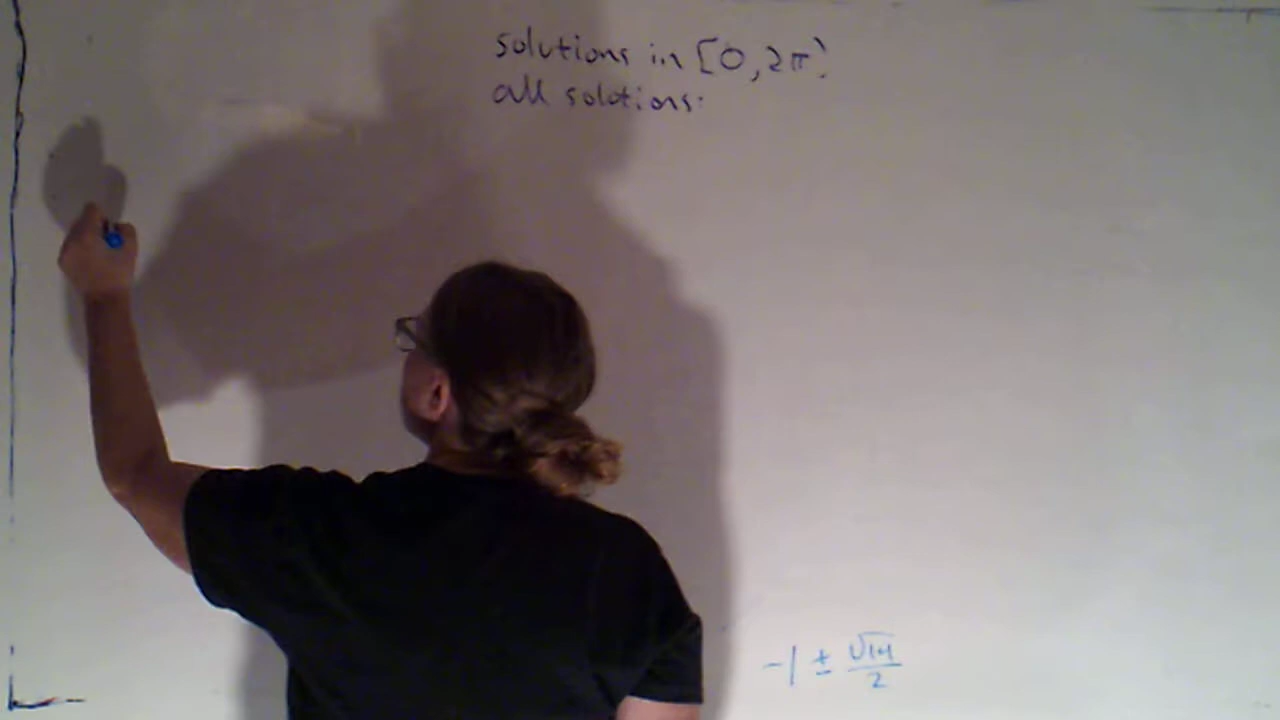 solutions in [0, 2π)
all solutions:
-1 ± √14/2